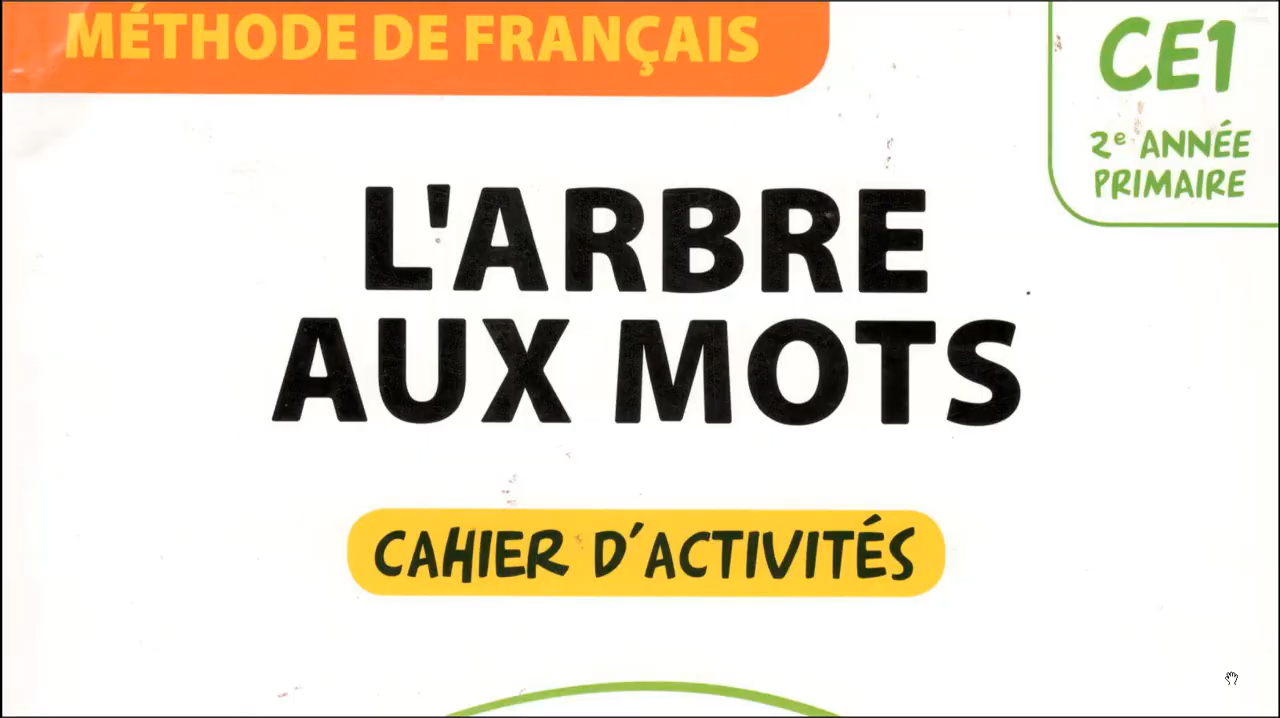 MÉTHODE DE FRANÇAIS
CE1
2e ANNÉE
PRIMAIRE
L'ARBRE
AUX MOTS
CAHIER D'ACTIVITÉS